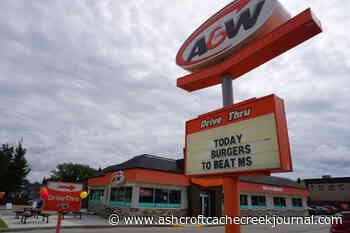 A&W
Drive Thru
TODAY
BURGERS
TO BEAT MS
Drive Thru
www.ashcroftcachecreekjournal.com